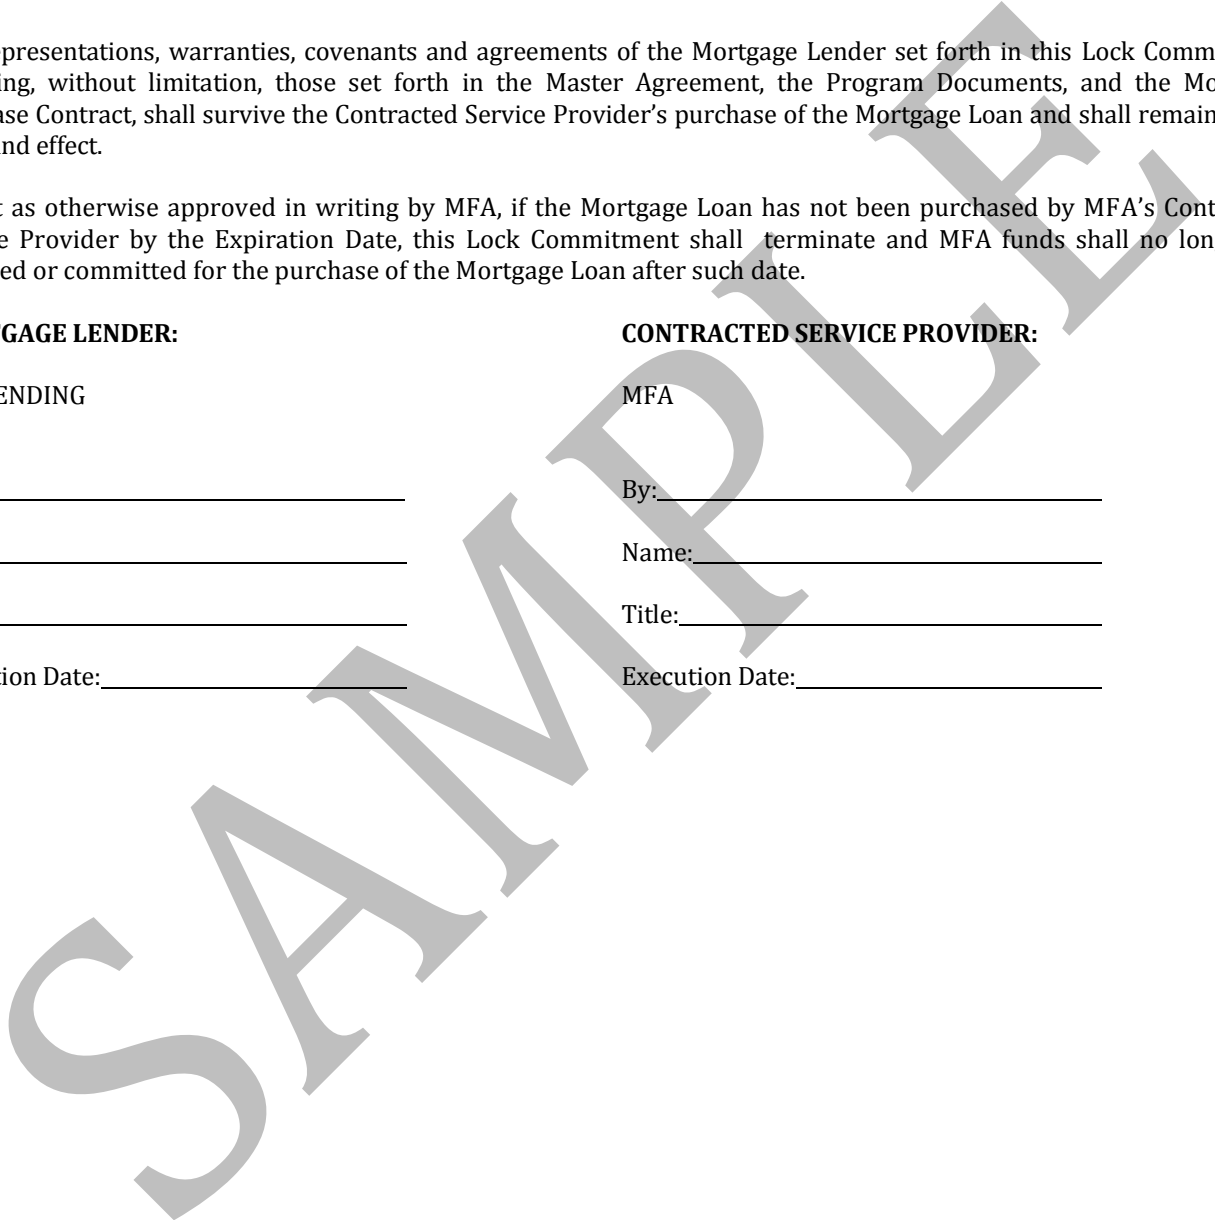 epresentations, warranties, covenants and agreements of the Mortgage Lender set forth in this Lock Comm
ing, without limitation, those set forth in the Master Agreement, the Program Documents, and the Mo
ase Contract, shall survive the Contracted Service Provider’s purchase of the Mortgage Loan and shall remain
nd effect.
t as otherwise approved in writing by MFA, if the Mortgage Loan has not been purchased by MFA’s Cont
e Provider by the Expiration Date, this Lock Commitment shall terminate and MFA funds shall no lon
ed or committed for the purchase of the Mortgage Loan after such date.
GAGE LENDER:
CONTRACTED SERVICE PROVIDER:
ENDING
MFA
By:
Name:
Title:
tion Date:
Execution Date:
SAMPLE